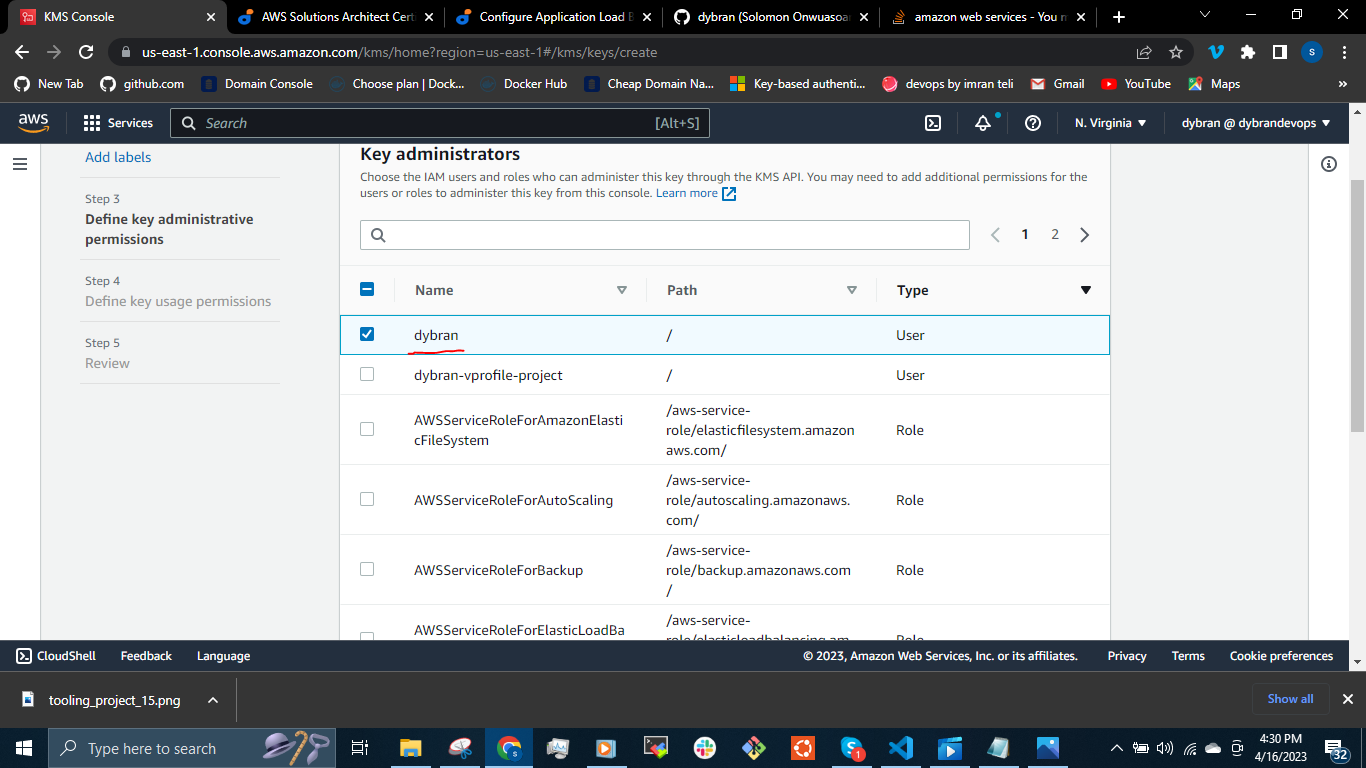 KMS Console
AWS Solutions Architect Cert
Configure Application Load B
dybran (Solomon Onwuasoa
amazon web services - You n
us-east-1.console.aws.amazon.com/kms/home?region=us-east-1#/kms/keys/create
S
New Tab
github.com
Domain Console
Choose plan | Dock...
Docker Hub
Cheap Domain Na...
Key-based authenti...
devops by imran teli
Gmail
YouTube
Maps
»
aws
Services
Search
[Alt+S]
N. Virginia
dybran @ dybrandevops
Add labels
Step 3
Define key administrative
permissions
Step 4
Define key usage permissions
Step 5
Review
Key administrators
Choose the IAM users and roles who can administer this key through the KMS API. You may need to add additional permissions for the
users or roles to administer this key from this console. Learn more
1 2
Name Path Type
dybran / User
dybran-vprofile-project / User
AWSServiceRoleForAmazonElasti
cFileSystem
/aws-service-
role/elasticfilesystem.amazon
aws.com/
Role
AWSServiceRoleForAutoScaling
/aws-service-
role/autoscaling.amazonaws.
com/
Role
AWSServiceRoleForBackup
/aws-service-
role/backup.amazonaws.com
/
Role
AWSServiceRoleForElasticLoadBa
/aws-service-
role/elasticloadbalancing.am
Role
CloudShell
Feedback
Language
© 2023, Amazon Web Services, Inc. or its affiliates.
Privacy
Terms
Cookie preferences
tooling_project_15.png
Show all
Type here to search
1
4:30 PM
4/16/2023
32